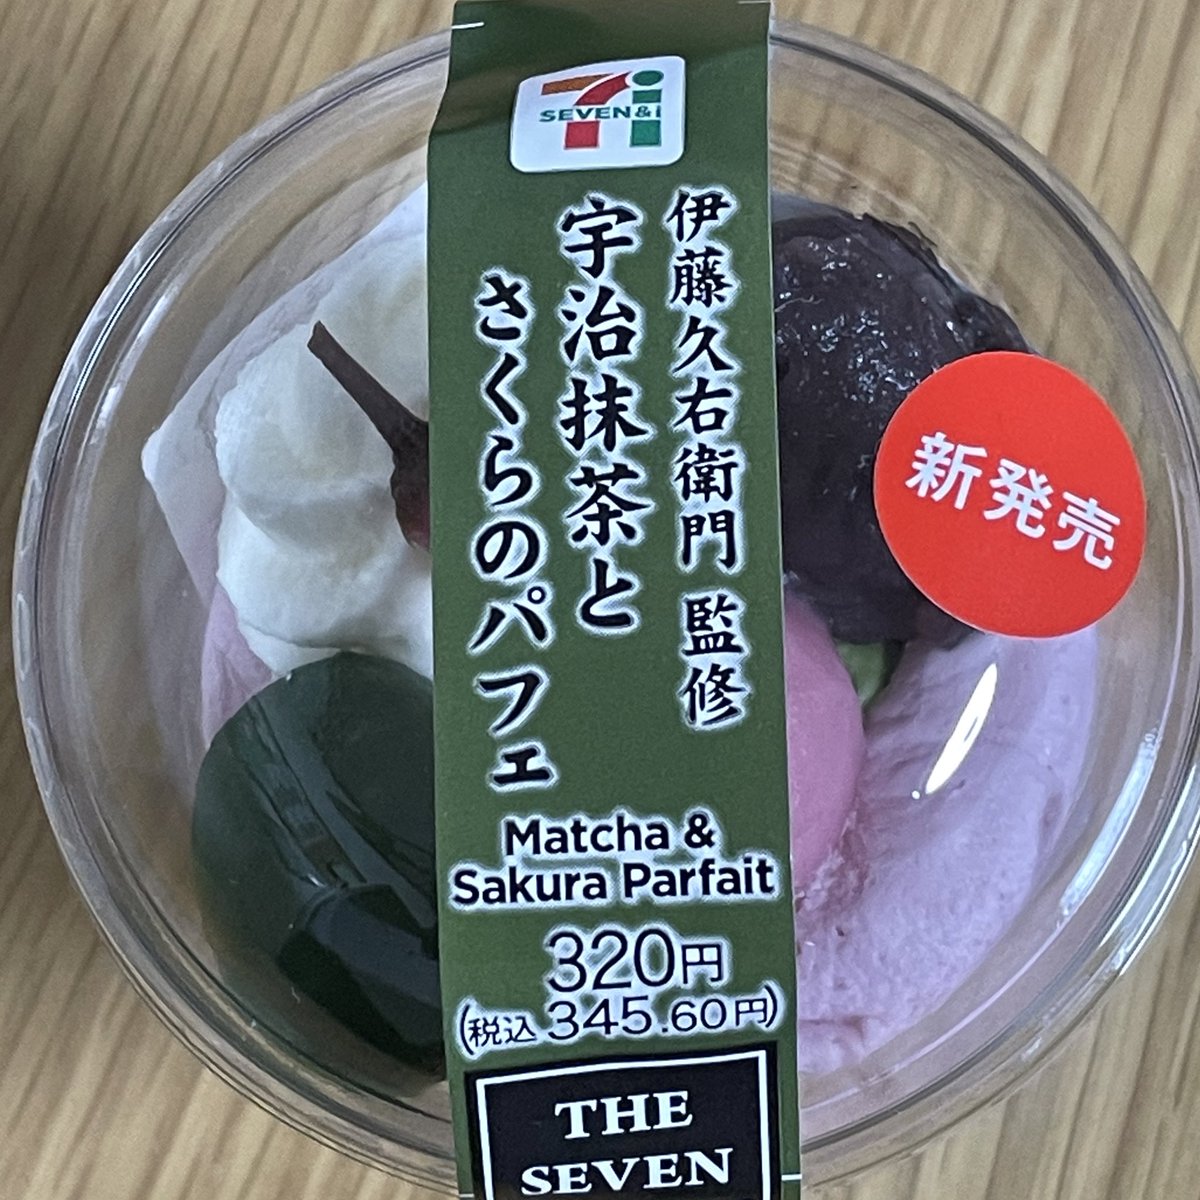 SEVEN&i
伊藤久右衛門 監修
宇治抹茶と
さくらのパフェ
新発売
Matcha &
Sakura Parfait
320円
(税込 345.60円)
THE
SEVEN